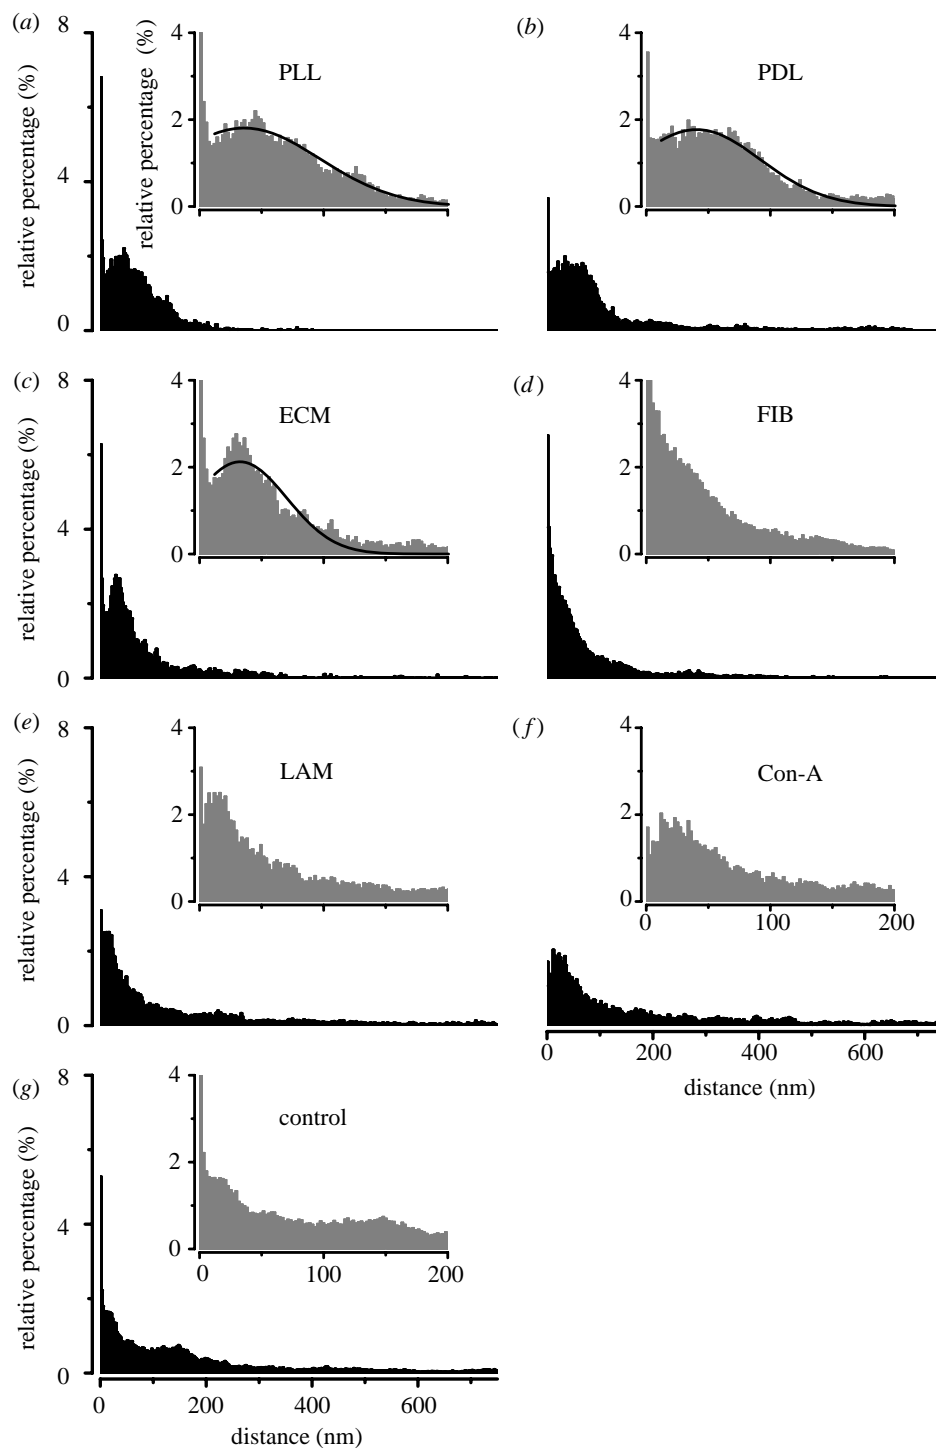 (a)
8
4
0
relative percentage (%)
4
2
0
relative percentage (%)
PLL
(b)
4
2
0
PDL
(c)
8
4
0
relative percentage (%)
4
2
0
ECM
(d)
4
2
0
FIB
(e)
8
4
0
relative percentage (%)
4
2
0
LAM
(f)
4
2
0
Con-A
0 100 200
0 200 400 600
distance (nm)
(g)
8
4
0
relative percentage (%)
4
2
0
control
0 100 200
0 200 400 600
distance (nm)